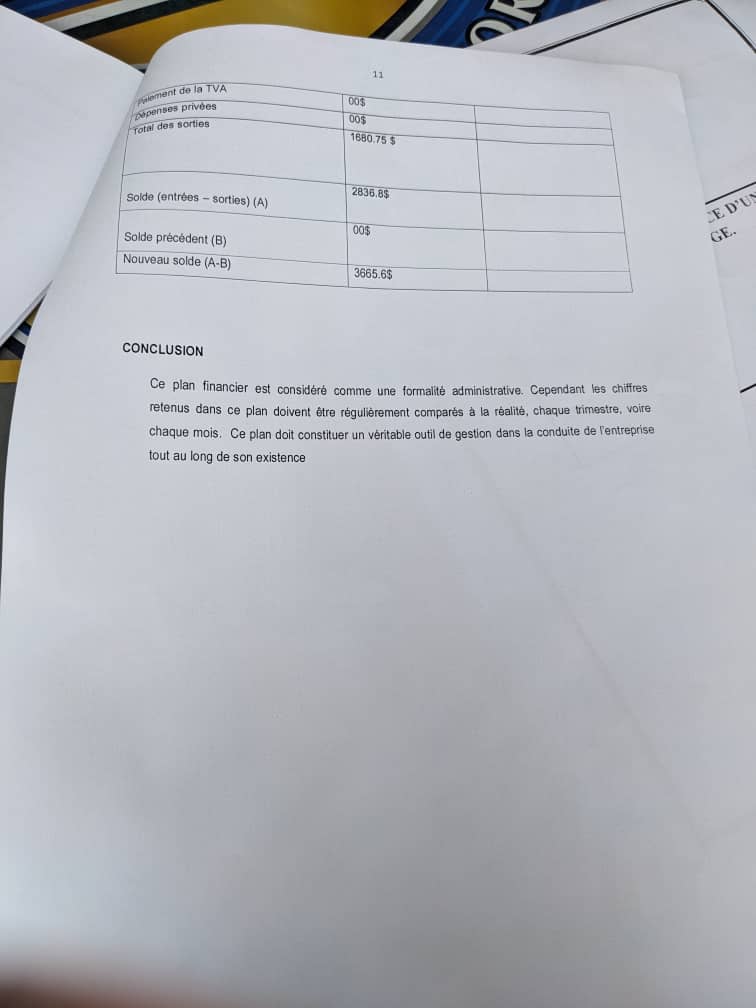 OR
11
Paiement de la TVA 00$
Dépenses privées 00$
Total des sorties 1680.75 $
Solde (entrées – sorties) (A) 2836.8$
Solde précédent (B) 00$
Nouveau solde (A-B) 3665.6$
CE D'UN
GE.
CONCLUSION
Ce plan financier est considéré comme une formalité administrative. Cependant les chiffres
retenus dans ce plan doivent être régulièrement comparés à la réalité, chaque trimestre, voire
chaque mois. Ce plan doit constituer un véritable outil de gestion dans la conduite de l'entreprise
tout au long de son existence